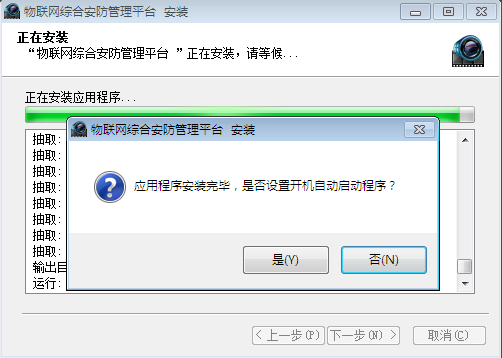 物联网综合安防管理平台 安装
正在安装
“物联网综合安防管理平台 ”正在安装，请等候...
正在安装应用程序...
抽取:
抽取:
抽取:
抽取:
抽取:
抽取:
抽取:
抽取:
输出目
运行:
物联网综合安防管理平台 安装
应用程序安装完毕，是否设置开机自动启动程序？
是(Y)
否(N)
< 上一步(P)
下一步(N) >
取消(C)